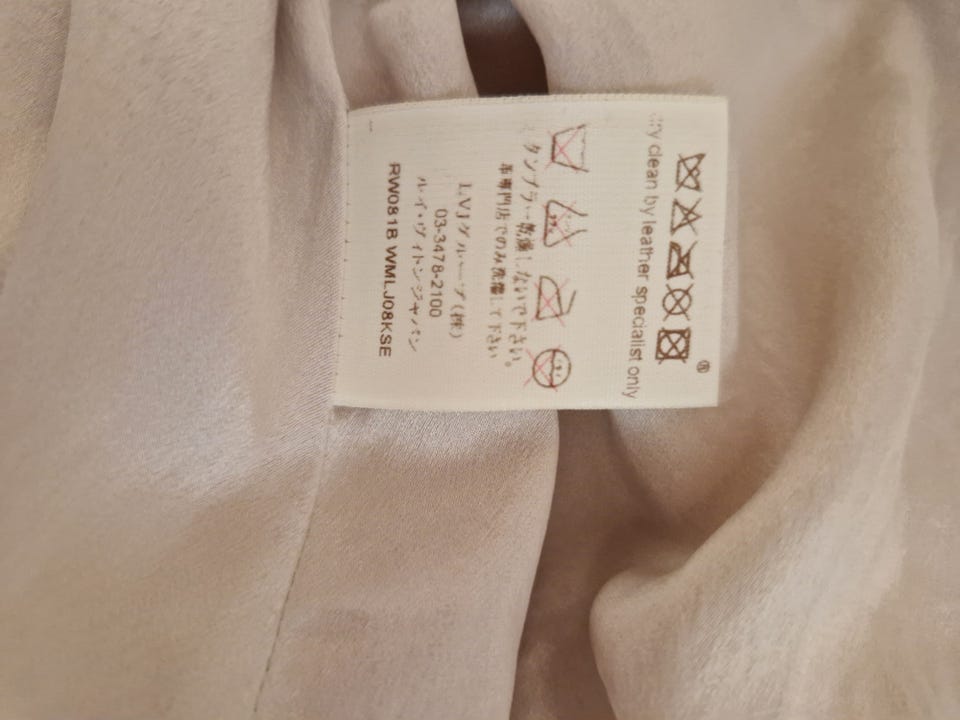 ®
dry clean by leather specialist only
タンブラー乾燥しないで下さい。
革専門店でのみ洗濯して下さい
LVJグループ(株)
03-3478-2100
ルイ・ヴィトンジャパン
RW081B WMLJ08KSE